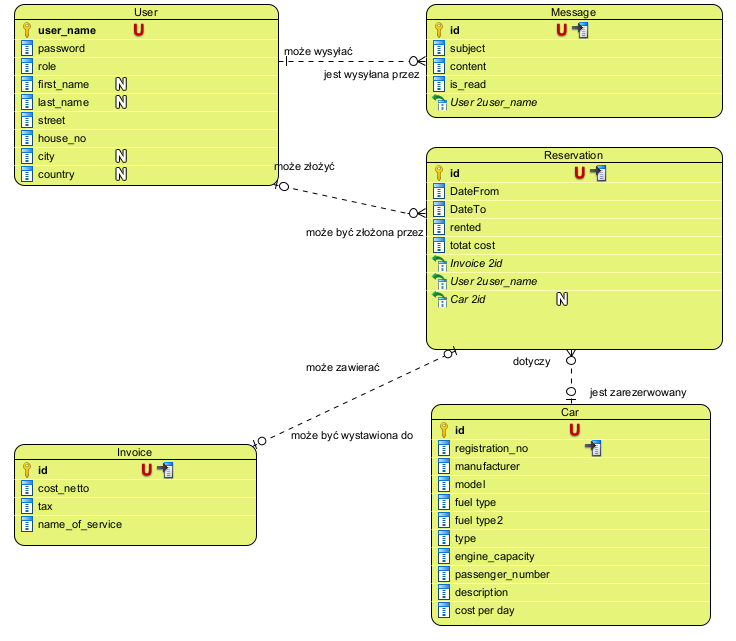 User
user_name U
password
role
first_name N
last_name N
street
house_no
city N
country N
może wysyłać
jest wysyłana przez
Message
id U
subject
content
is_read
User 2user_name
może złożyć
może być złożona przez
Reservation
id U
DateFrom
DateTo
rented
totat cost
Invoice 2id
User 2user_name
Car 2id N
może zawierać
może być wystawiona do
dotyczy
jest zarezerwowany
Invoice
id U
cost_netto
tax
name_of_service
Car
id U
registration_no
manufacturer
model
fuel type
fuel type2
type
engine_capacity
passenger_number
description
cost per day